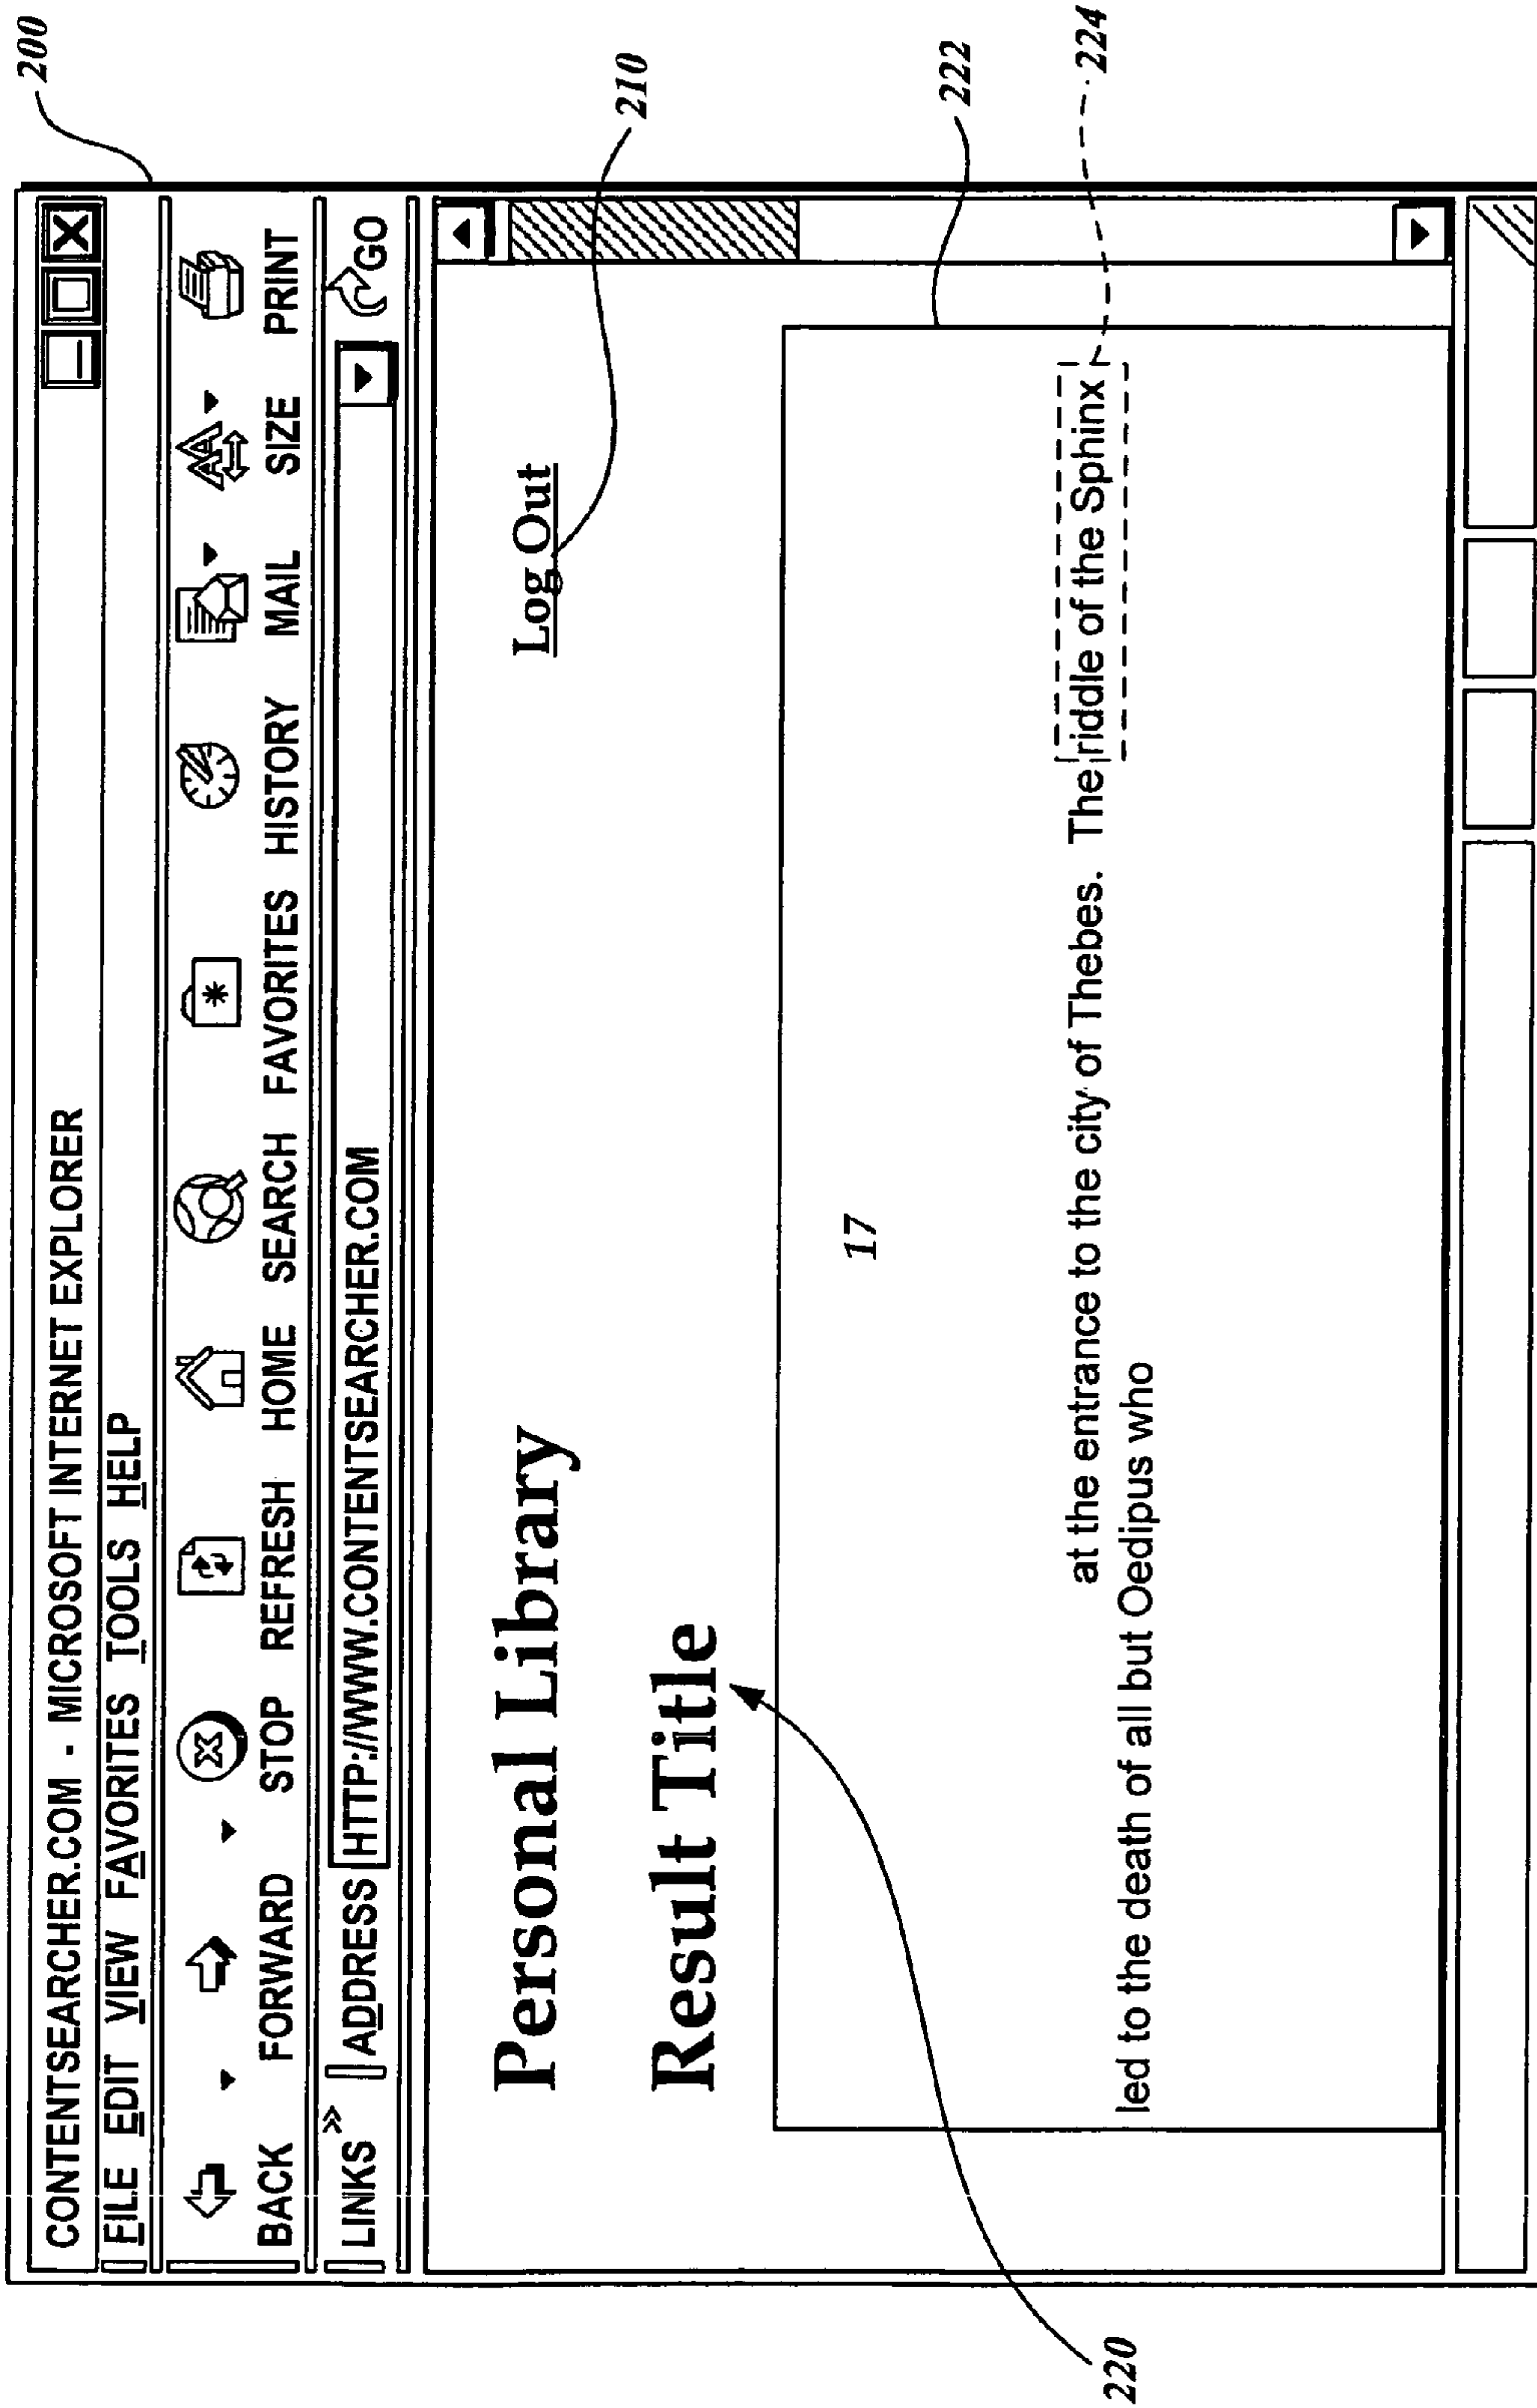 200
CONTENTSEARCHER.COM - MICROSOFT INTERNET EXPLORER
FILE EDIT VIEW FAVORITES TOOLS HELP
BACK FORWARD STOP REFRESH HOME SEARCH FAVORITES HISTORY MAIL SIZE PRINT
LINKS » ADDRESS HTTP://WWW.CONTENTSEARCHER.COM GO
Personal Library Log Out
210
Result Title
220
17
222
at the entrance to the city of Thebes. The riddle of the Sphinx
led to the death of all but Oedipus who
224